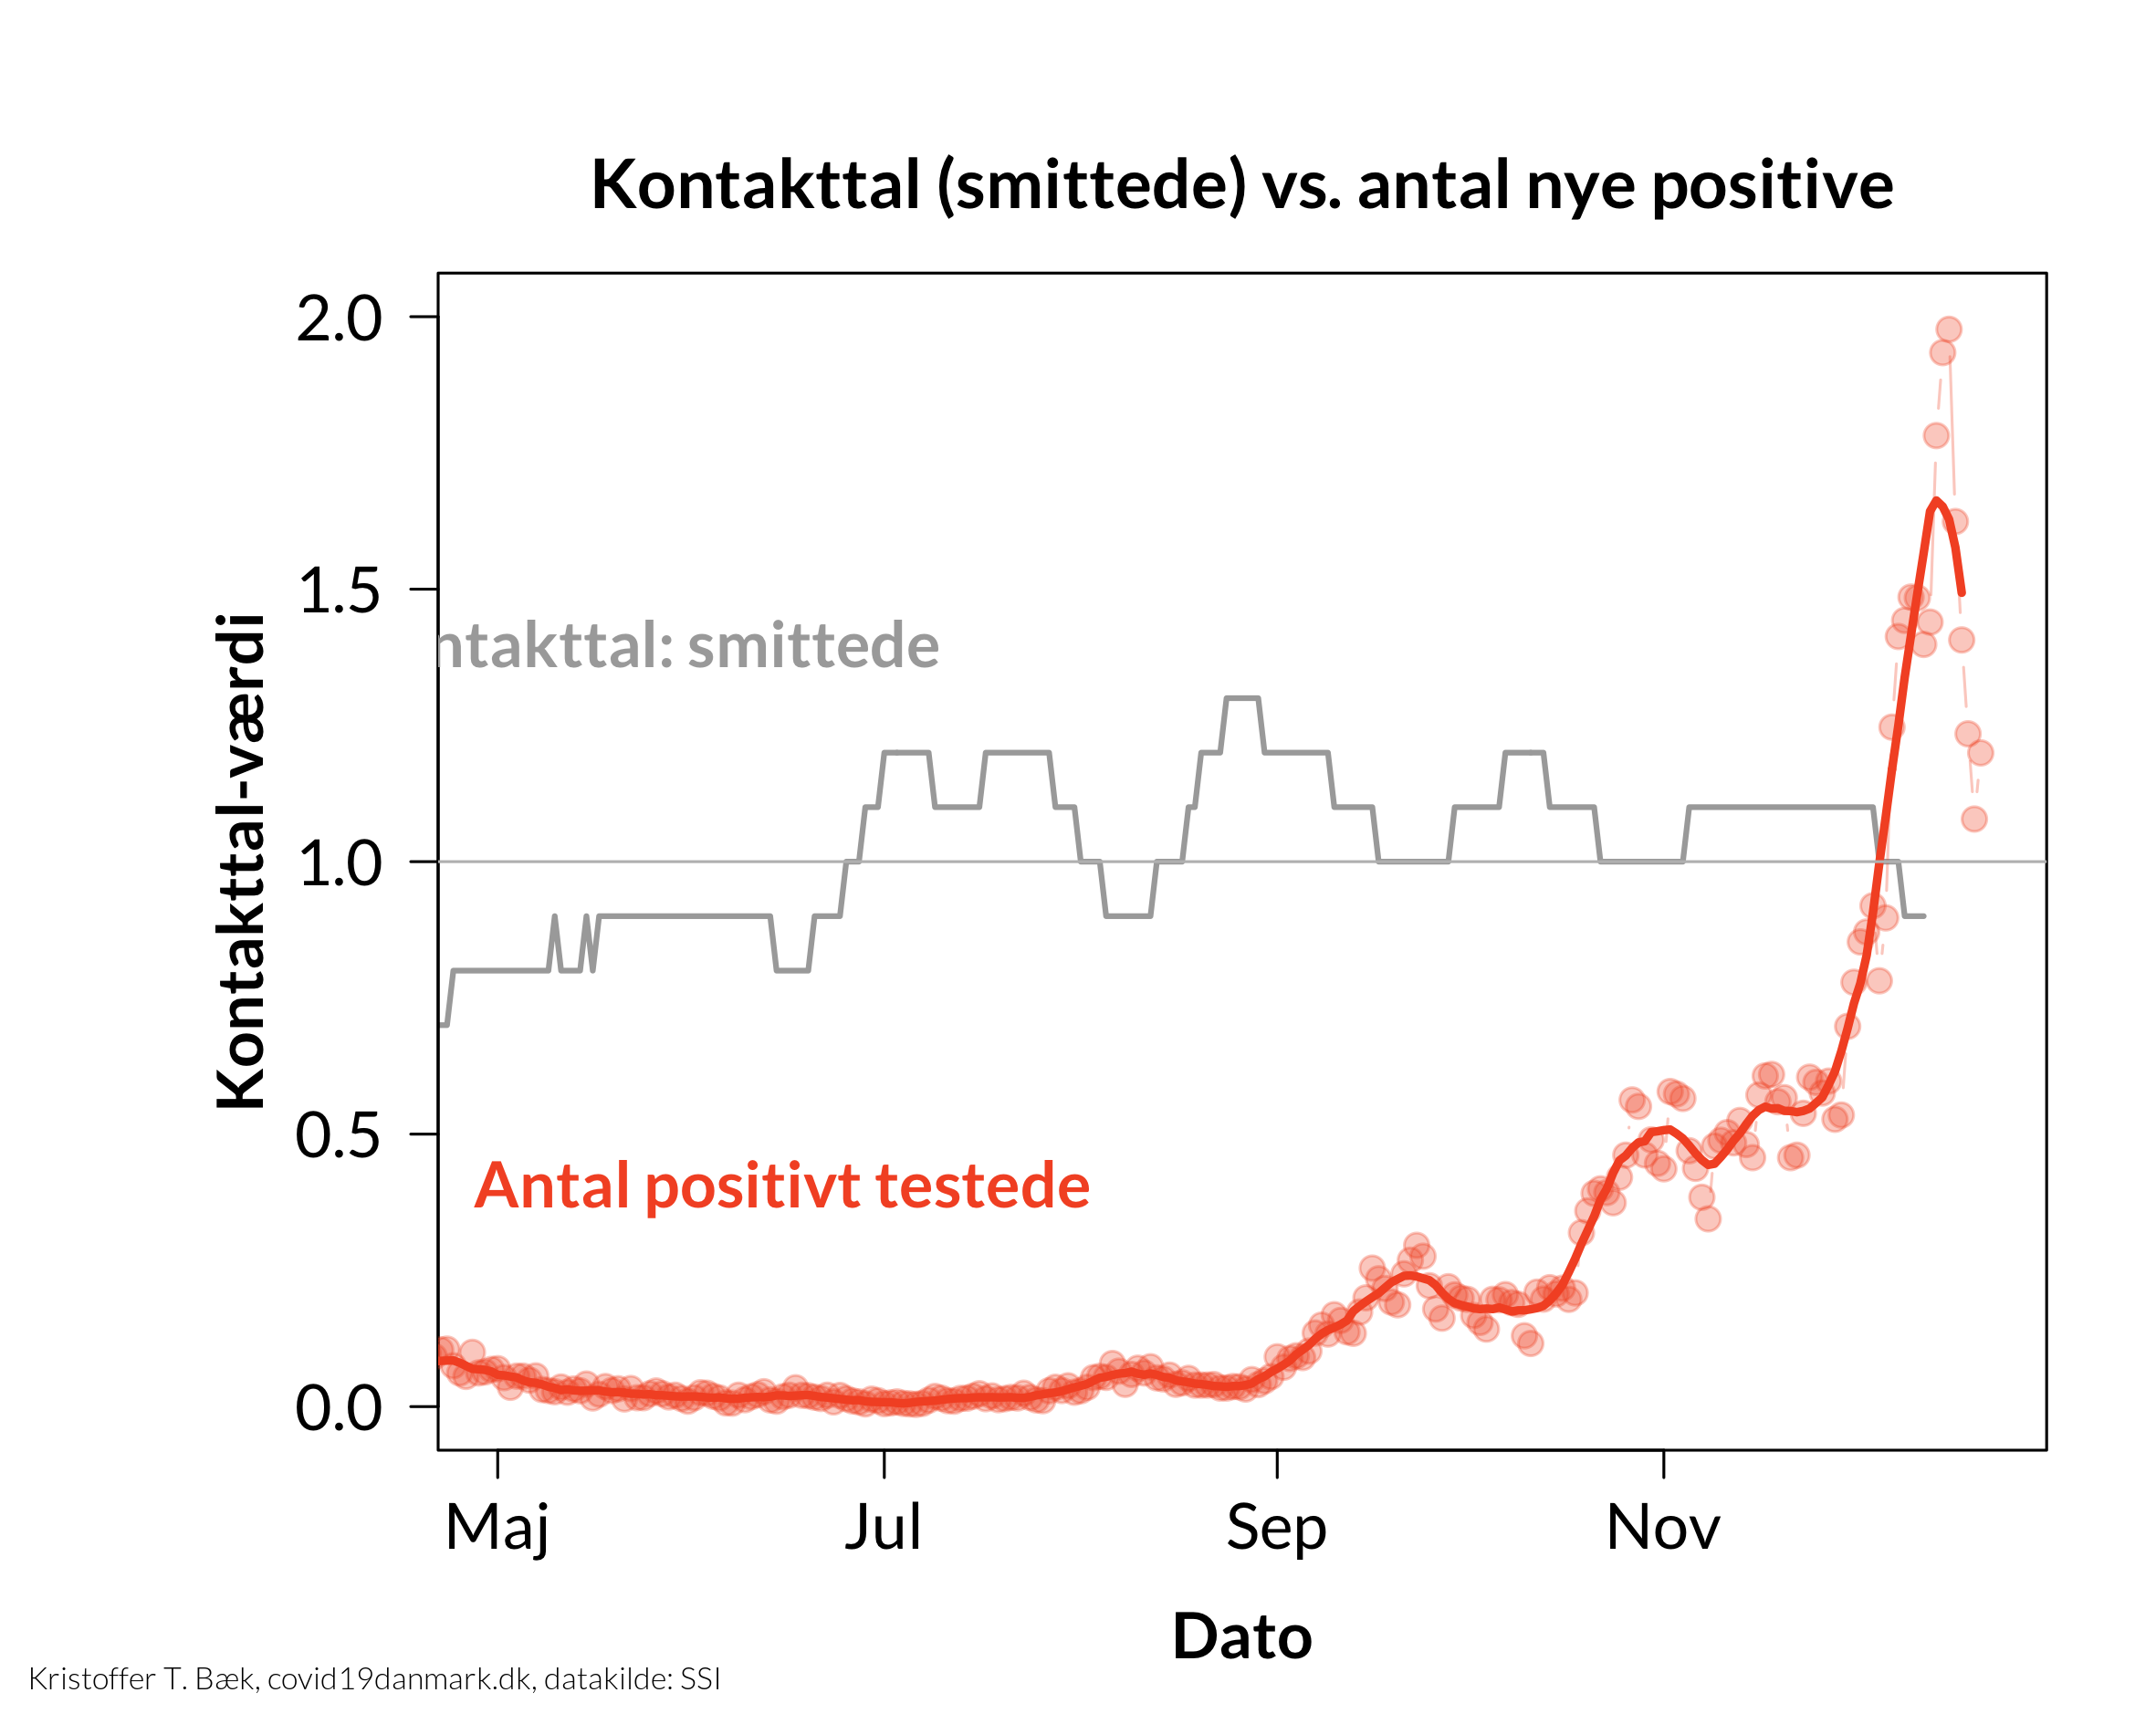 Kontakttal (smittede) vs. antal nye positive
Kontakttal-værdi
2.0
1.5
1.0
0.5
0.0
ntakttal: smittede
Antal positivt testede
Maj Jul Sep Nov
Dato
Kristoffer T. Bæk, covid19danmark.dk, datakilde: SSI